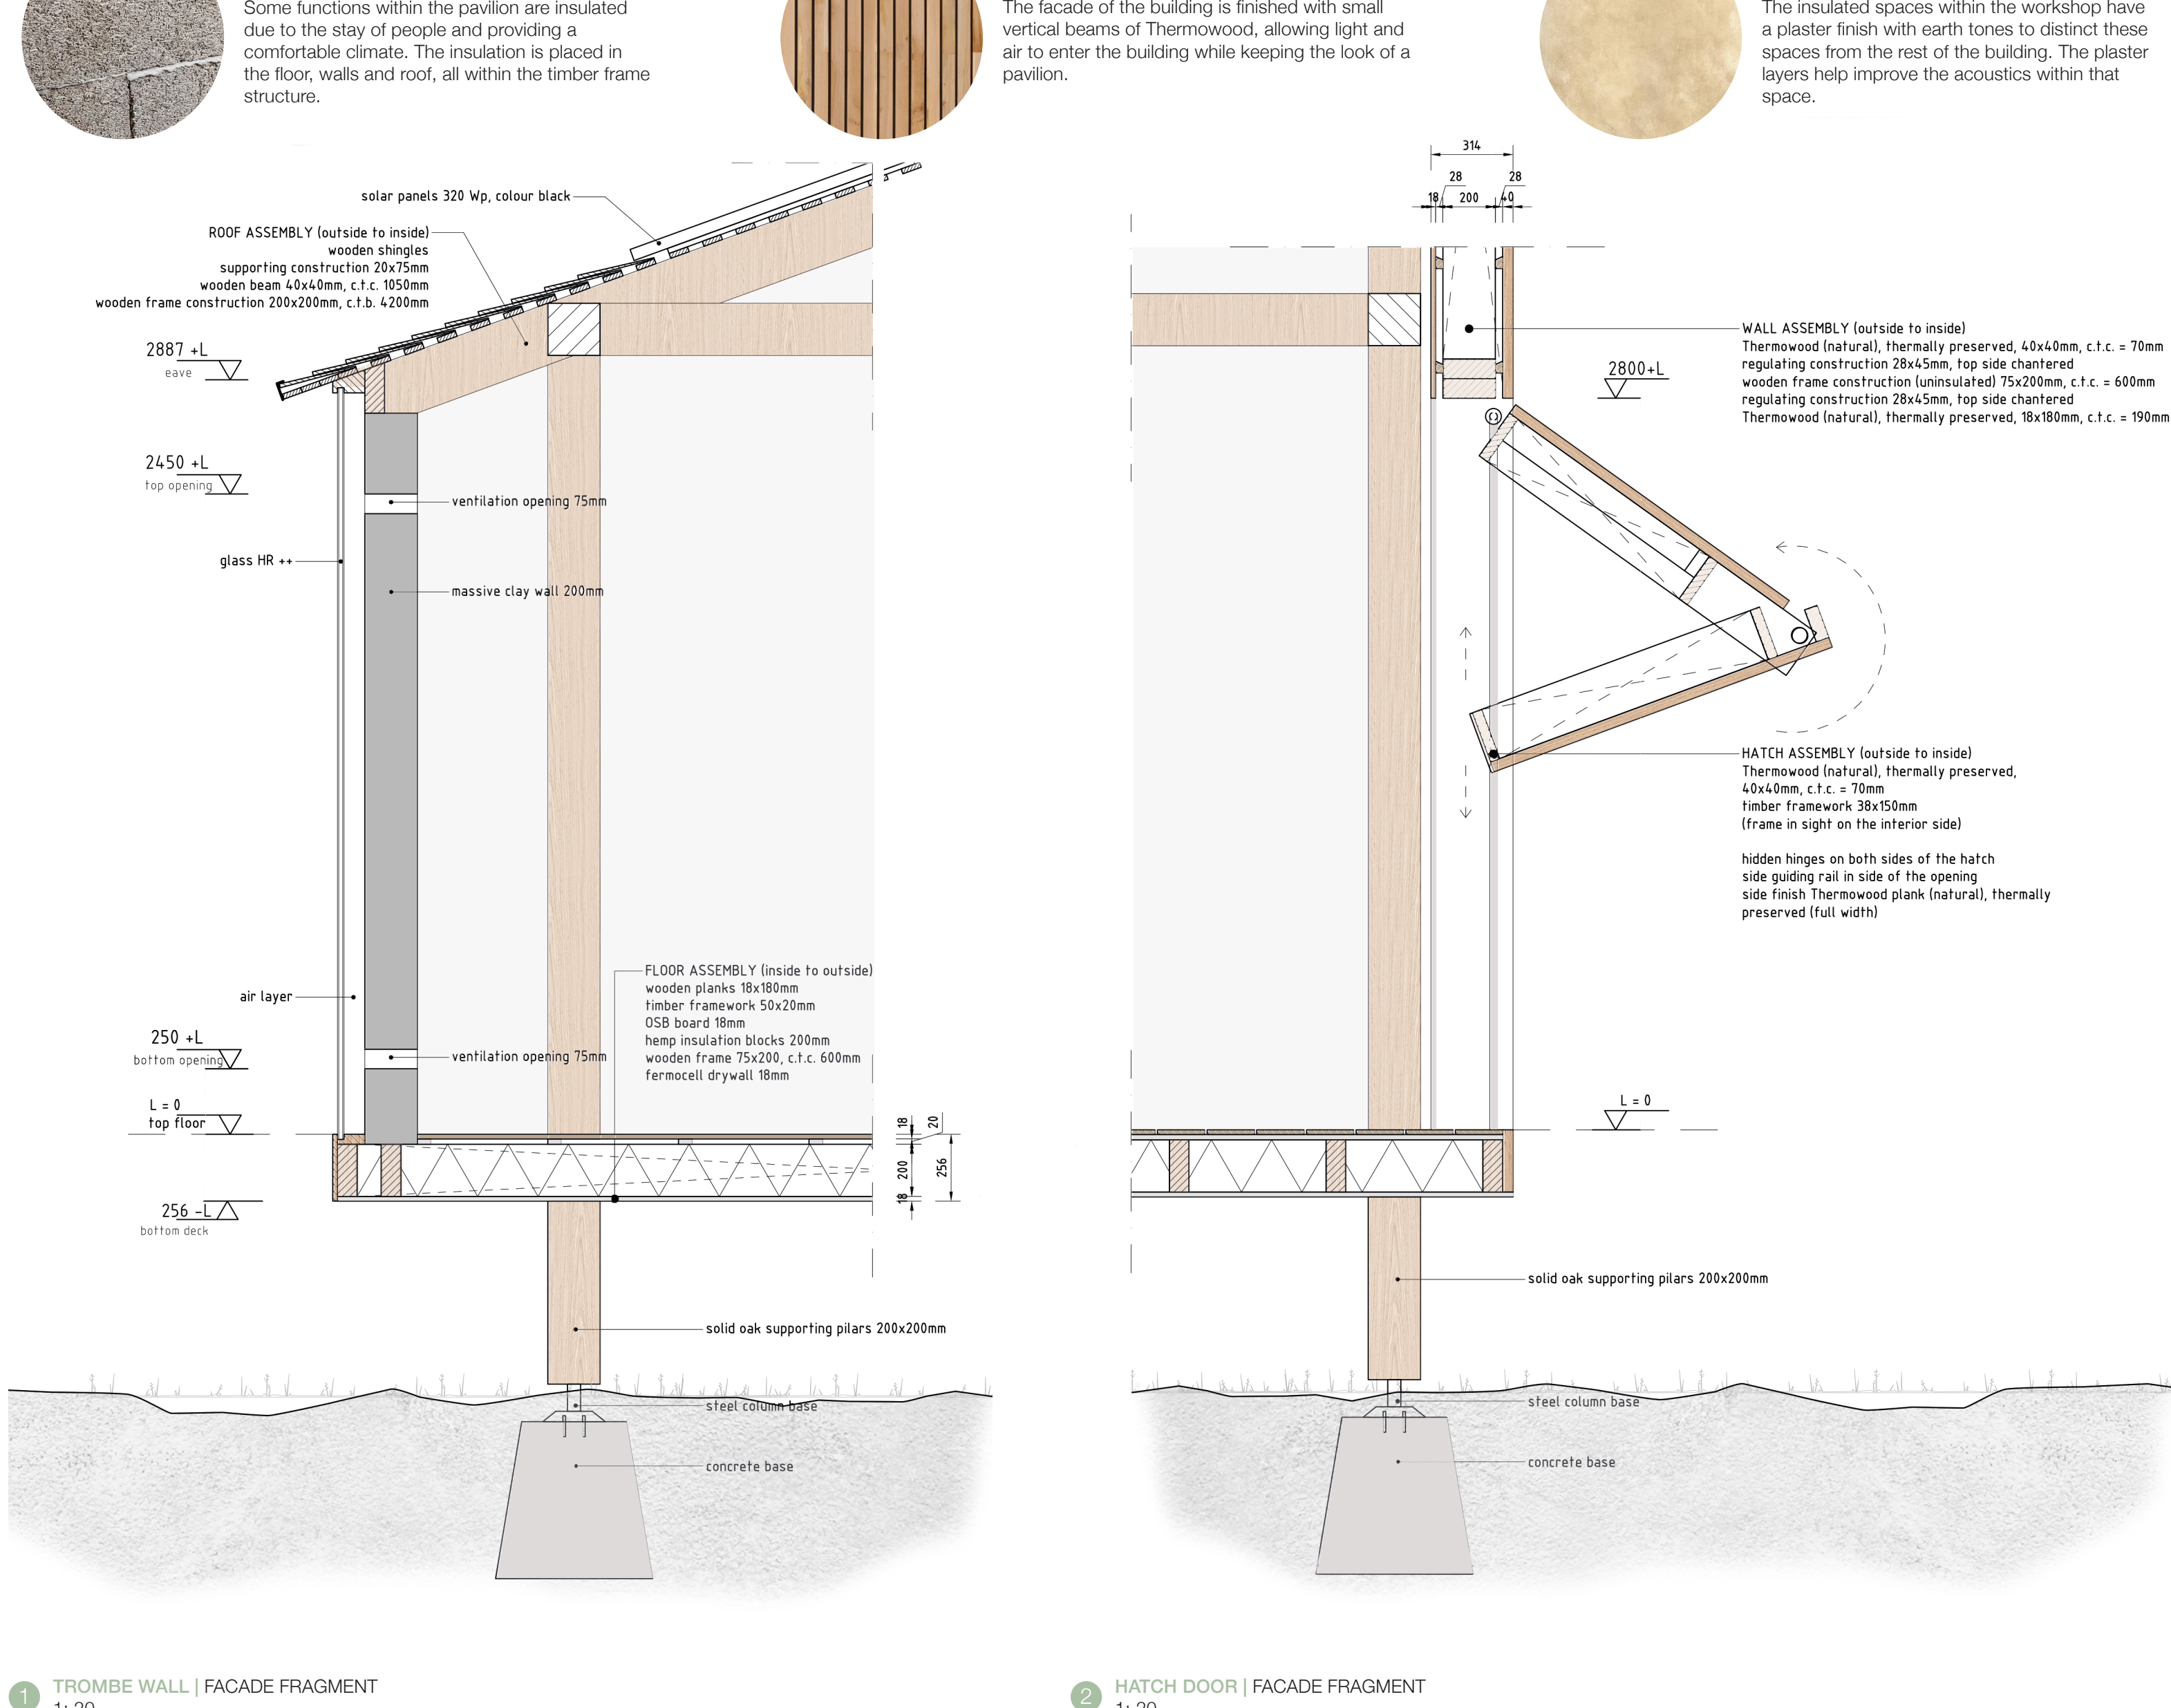 Some functions within the pavilion are insulated
due to the stay of people and providing a
comfortable climate. The insulation is placed in
the floor, walls and roof, all within the timber frame
structure.
The facade of the building is finished with small
vertical beams of Thermowood, allowing light and
air to enter the building while keeping the look of a
pavilion.
The insulated spaces within the workshop have
a plaster finish with earth tones to distinct these
spaces from the rest of the building. The plaster
layers help improve the acoustics within that
space.
solar panels 320 Wp, colour black
ROOF ASSEMBLY (outside to inside)
wooden shingles
supporting construction 20x75mm
wooden beam 40x40mm, c.t.c. 1050mm
wooden frame construction 200x200mm, c.t.b. 4200mm
2887 +L
eave
2450 +L
top opening
ventilation opening 75mm
glass HR ++
massive clay wall 200mm
air layer
FLOOR ASSEMBLY (inside to outside)
wooden planks 18x180mm
timber framework 50x20mm
OSB board 18mm
hemp insulation blocks 200mm
wooden frame 75x200, c.t.c. 600mm
fermocell drywall 18mm
250 +L
bottom opening
ventilation opening 75mm
L = 0
top floor
18
20
200
256
18
256 -L
bottom deck
solid oak supporting pilars 200x200mm
steel column base
concrete base
314
28
28
18
200
40
WALL ASSEMBLY (outside to inside)
Thermowood (natural), thermally preserved, 40x40mm, c.t.c. = 70mm
regulating construction 28x45mm, top side chantered
wooden frame construction (uninsulated) 75x200mm, c.t.c. = 600mm
regulating construction 28x45mm, top side chantered
Thermowood (natural), thermally preserved, 18x180mm, c.t.c. = 190mm
2800+L
HATCH ASSEMBLY (outside to inside)
Thermowood (natural), thermally preserved,
40x40mm, c.t.c. = 70mm
timber framework 38x150mm
(frame in sight on the interior side)
hidden hinges on both sides of the hatch
side guiding rail in side of the opening
side finish Thermowood plank (natural), thermally
preserved (full width)
L = 0
solid oak supporting pilars 200x200mm
steel column base
concrete base
1 TROMBE WALL | FACADE FRAGMENT
1: 20
2 HATCH DOOR | FACADE FRAGMENT
1: 20